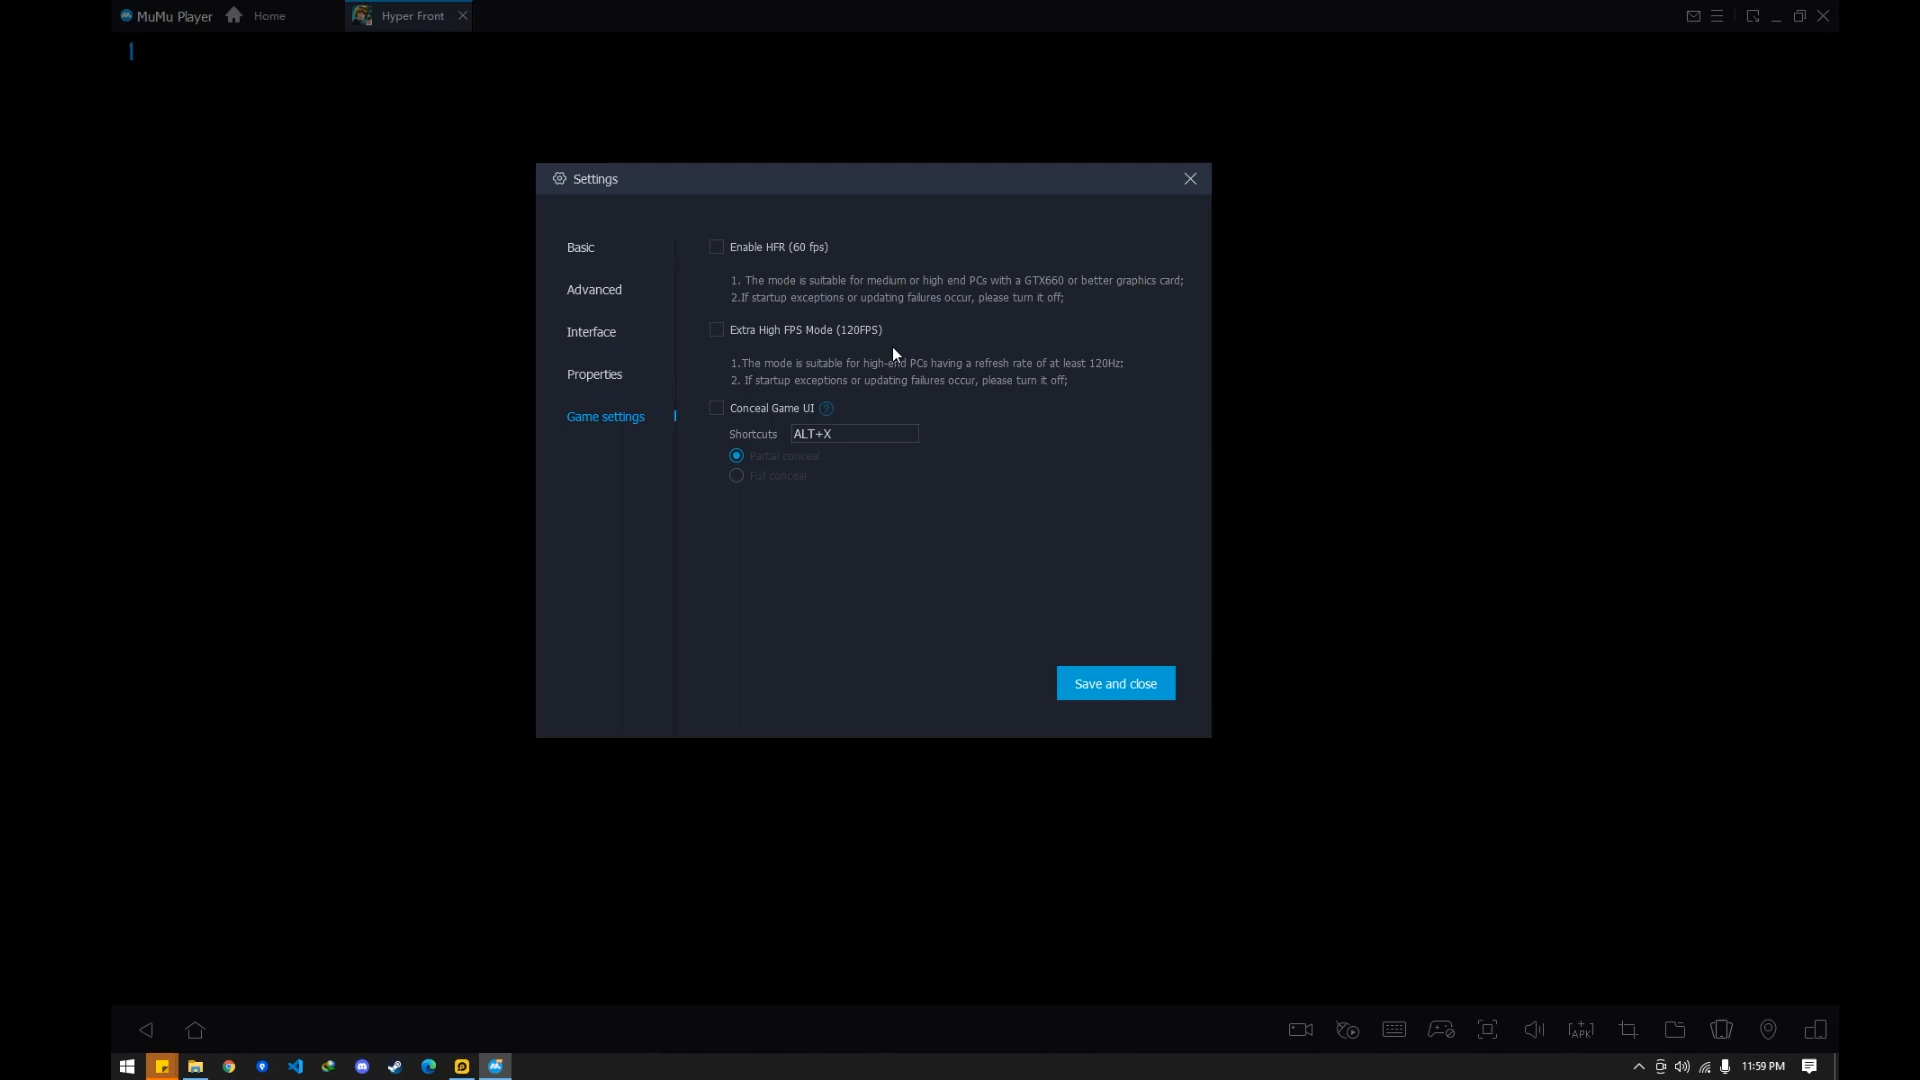 MuMu Player
Home
Hyper Front
Settings
Basic
Advanced
Interface
Properties
Game settings
Enable HFR (60 fps)
1. The mode is suitable for medium or high end PCs with a GTX660 or better graphics card;
2.If startup exceptions or updating failures occur, please turn it off;
Extra High FPS Mode (120FPS)
1.The mode is suitable for high-end PCs having a refresh rate of at least 120Hz;
2. If startup exceptions or updating failures occur, please turn it off;
Conceal Game UI ?
Shortcuts ALT+X
Partial conceal
Full conceal
Save and close
APK
11:59 PM